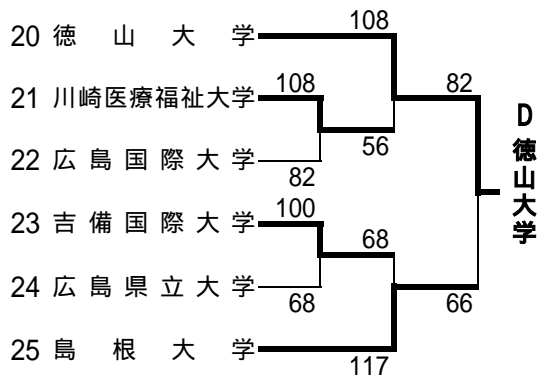 20 徳山大学 108
21 川崎医療福祉大学 108 82
22 広島国際大学 82 56
23 吉備国際大学 100 68
24 広島県立大学 68 66
25 島根大学 117
D徳山大学